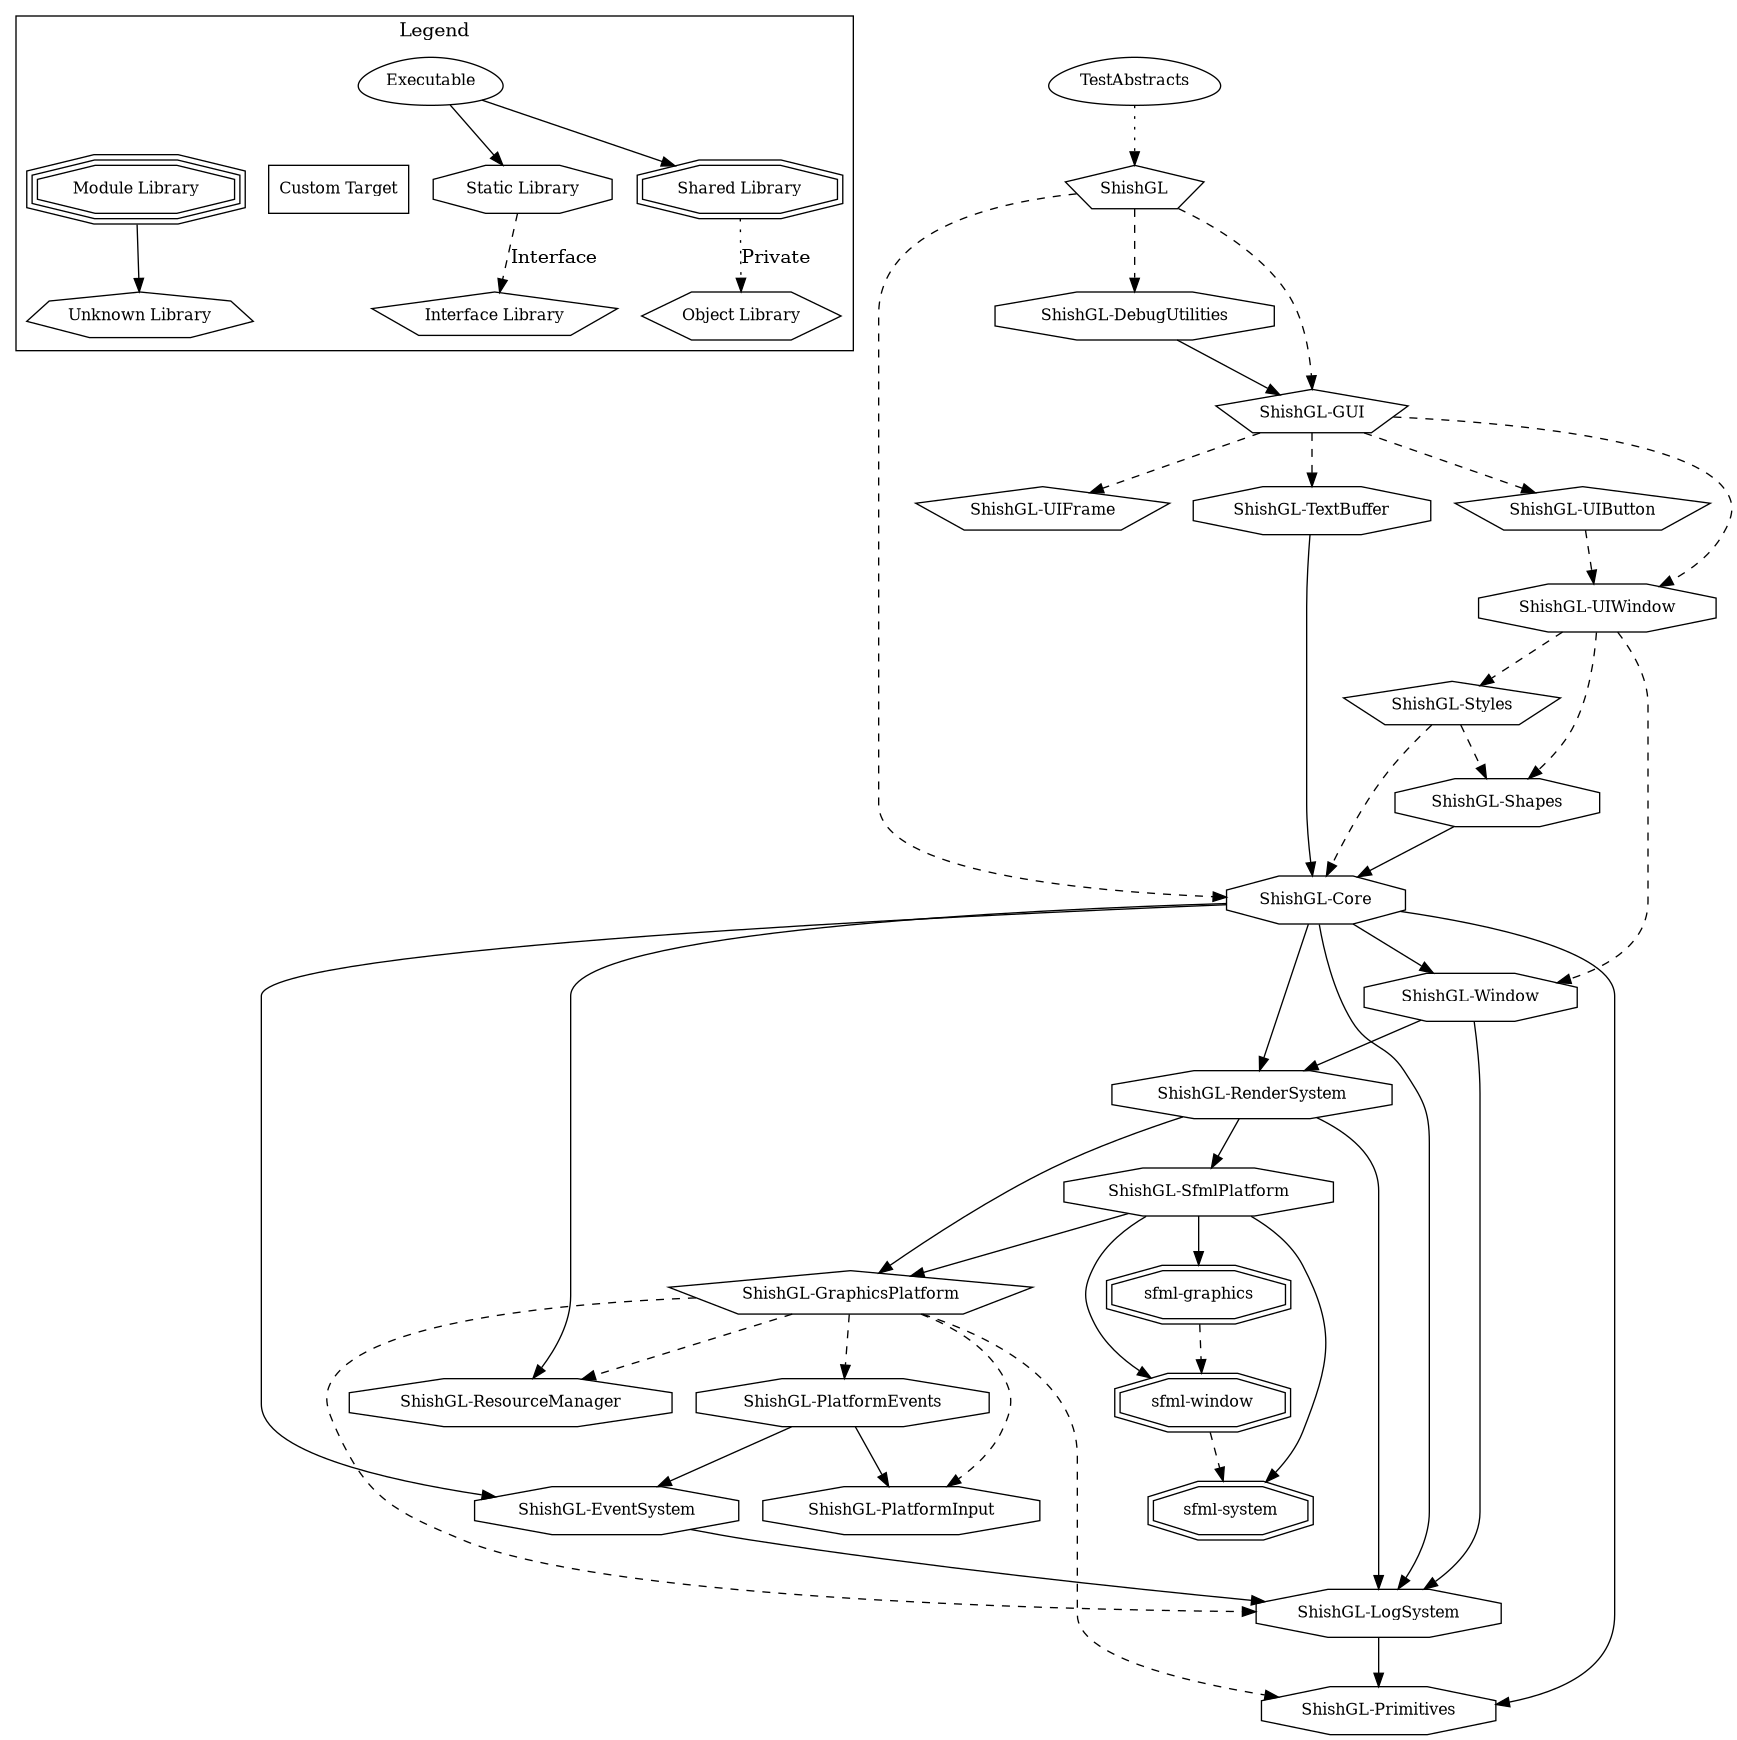 Legend
Executable
TestAbstracts
Module Library
Custom Target
Static Library
Shared Library
ShishGL
Interface
Private
Unknown Library
Interface Library
Object Library
ShishGL-DebugUtilities
ShishGL-GUI
ShishGL-UIFrame
ShishGL-TextBuffer
ShishGL-UIButton
ShishGL-UIWindow
ShishGL-Styles
ShishGL-Shapes
ShishGL-Core
ShishGL-Window
ShishGL-RenderSystem
ShishGL-SfmlPlatform
ShishGL-GraphicsPlatform
sfml-graphics
ShishGL-ResourceManager
ShishGL-PlatformEvents
sfml-window
ShishGL-EventSystem
ShishGL-PlatformInput
sfml-system
ShishGL-LogSystem
ShishGL-Primitives